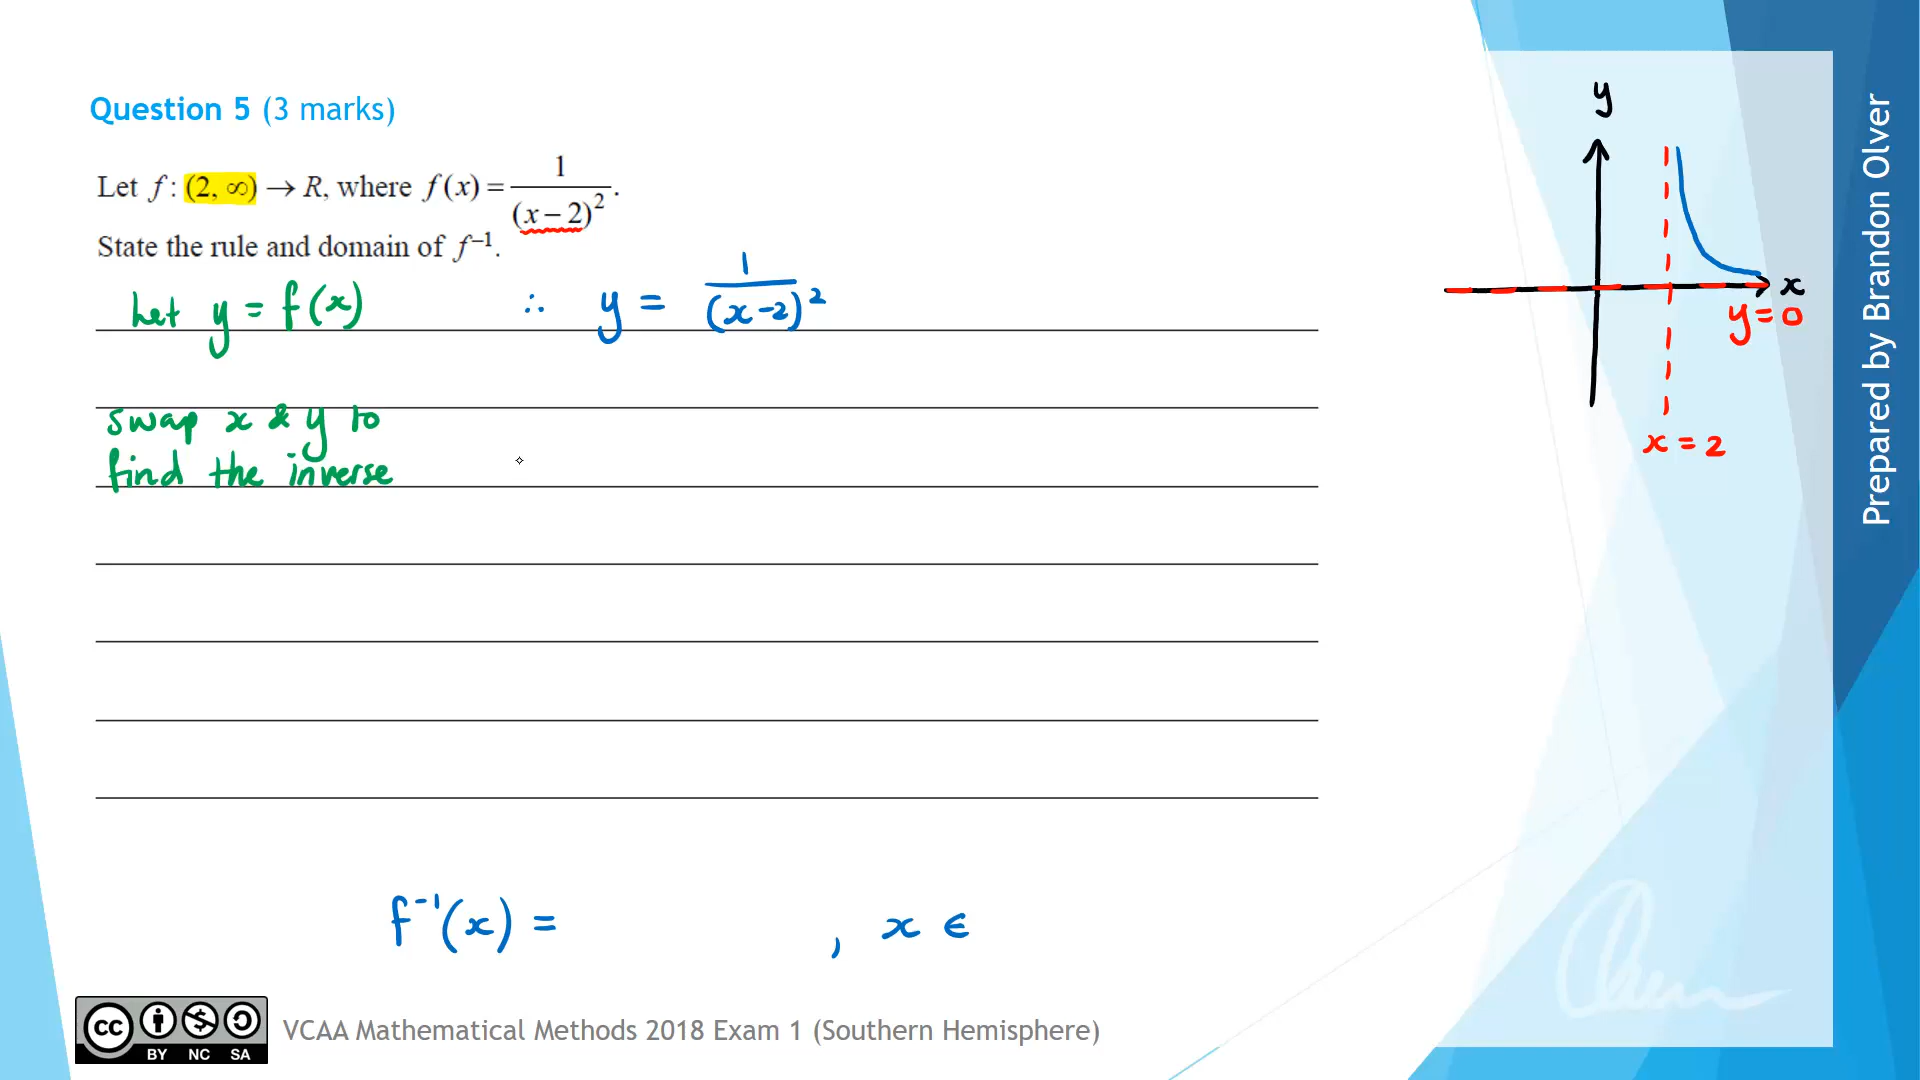 Question 5 (3 marks)
Let f : (2, ∞) → R, where f(x) = 1/(x – 2)².
State the rule and domain of f⁻¹.
Let y = f(x) ∴ y = 1/(x-2)²
swap x & y to
find the inverse
f⁻¹(x) = , x ∈
y
x
y = 0
x = 2
Prepared by Brandon Olver
cc BY NC SA
VCAA Mathematical Methods 2018 Exam 1 (Southern Hemisphere)